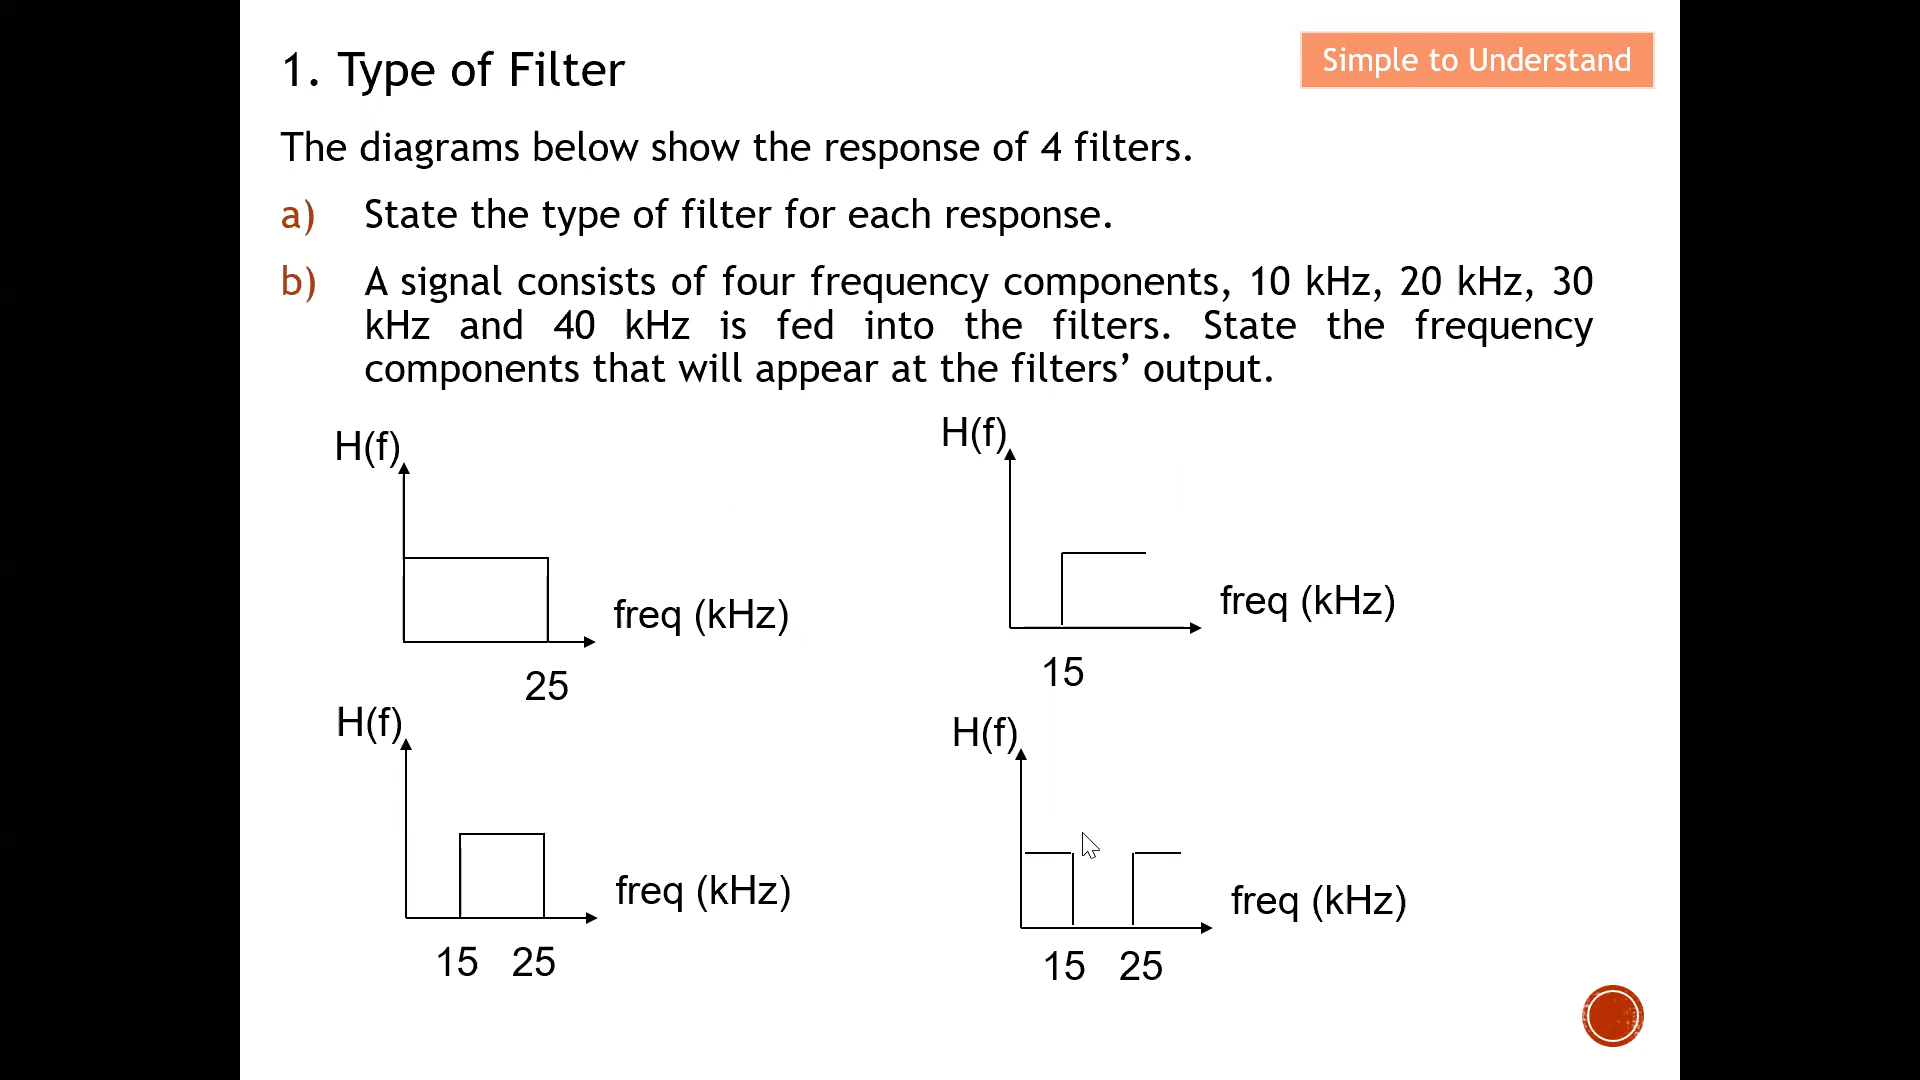 1. Type of Filter
Simple to Understand
The diagrams below show the response of 4 filters.
a) State the type of filter for each response.
b) A signal consists of four frequency components, 10 kHz, 20 kHz, 30
kHz and 40 kHz is fed into the filters. State the frequency
components that will appear at the filters’ output.
H(f)
freq (kHz)
25
H(f)
freq (kHz)
15
H(f)
freq (kHz)
15 25
H(f)
freq (kHz)
15 25